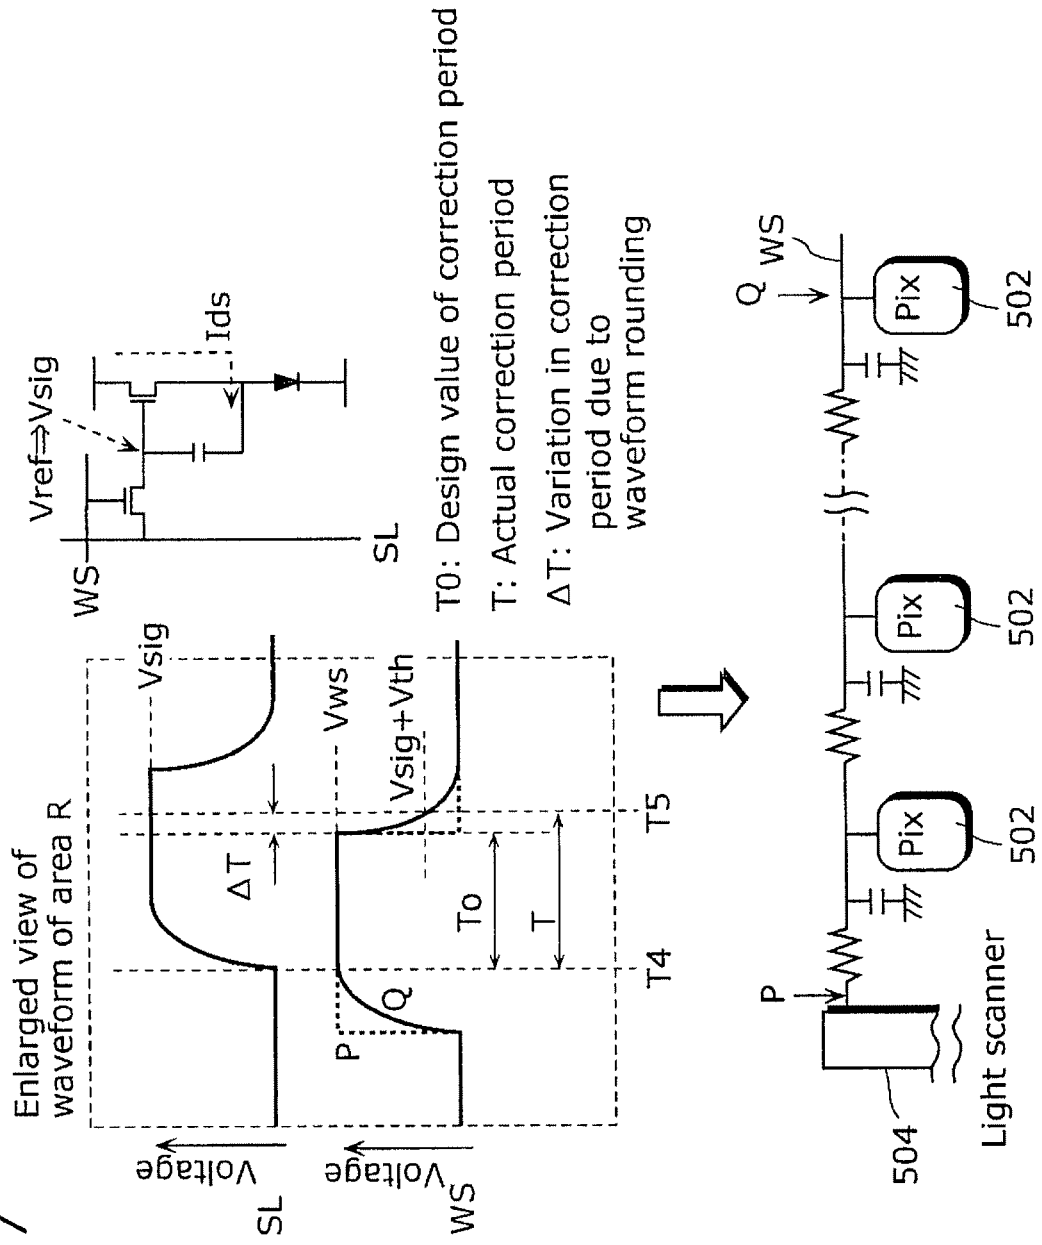 Enlarged view of
waveform of area R
Voltage
SL
Vsig
ΔT
Voltage
WS
P
Q
Vws
Vsig+Vth
To
T
T4
T5
WS
Vref⇒Vsig
Ids
SL
T0: Design value of correction period
T: Actual correction period
ΔT: Variation in correction
period due to
waveform rounding
P
Q
WS
Pix
Pix
Pix
502
502
502
504
Light scanner